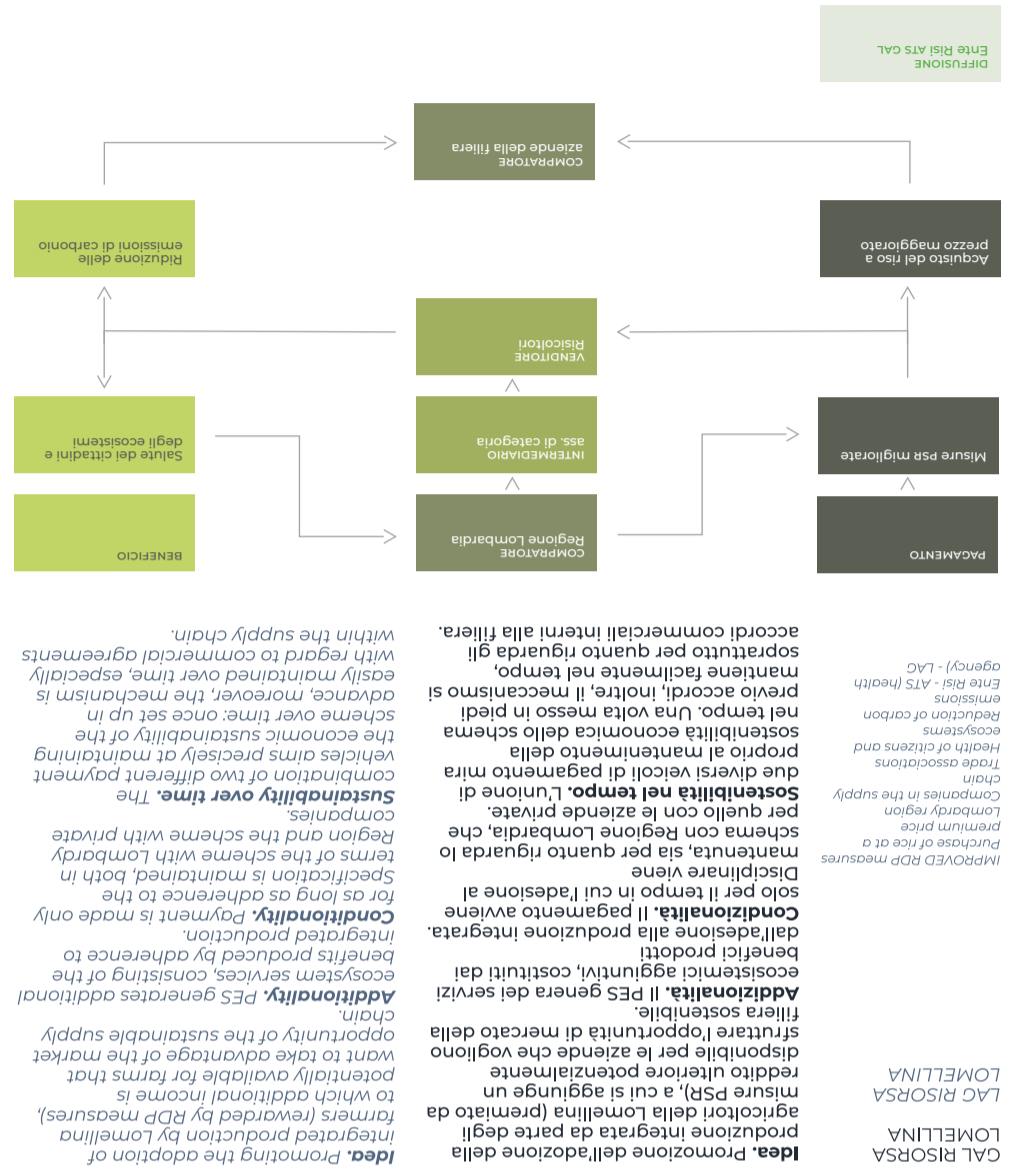 GAL RISORSA
LOMELLINA
LAG RISORSA
LOMELLINA
IMPROVED RDP measures
Purchase of rice at a
premium price
Lombardy region
Companies in the supply
chain
Trade associations
Health of citizens and
ecosystems
Reduction of carbon
emissions
Ente Risi - ATS (health
agency) - LAG
Idea. Promozione dell'adozione della
produzione integrata da parte degli
agricoltori della Lomellina (premiato da
misure PSR), a cui si aggiunge un
reddito ulteriore potenzialmente
disponibile per le aziende che vogliono
sfruttare l'opportunità di mercato della
filiera sostenibile.
Addizionalità. Il PES genera dei servizi
ecosistemici aggiuntivi, costituiti dai
benefici prodotti
dall'adesione alla produzione integrata.
Condizionalità. Il pagamento avviene
solo per il tempo in cui l'adesione al
Disciplinare viene
mantenuta, sia per quanto riguarda lo
schema con Regione Lombardia, che
per quello con le aziende private.
Sostenibilità nel tempo. L'unione di
due diversi veicoli di pagamento mira
proprio al mantenimento della
sostenibilità economica dello schema
nel tempo. Una volta messo in piedi
previo accordi, inoltre, il meccanismo si
mantiene facilmente nel tempo,
soprattutto per quanto riguarda gli
accordi commerciali interni alla filiera.
Idea. Promoting the adoption of
integrated production by Lomellina
farmers (rewarded by RDP measures),
to which additional income is
potentially available for farms that
want to take advantage of the market
opportunity of the sustainable supply
chain.
Additionality. PES generates additional
ecosystem services, consisting of the
benefits produced by adherence to
integrated production.
Conditionality. Payment is made only
for as long as adherence to the
Specification is maintained, both in
terms of the scheme with Lombardy
Region and the scheme with private
companies.
Sustainability over time. The
combination of two different payment
vehicles aims precisely at maintaining
the economic sustainability of the
scheme over time: once set up in
advance, moreover, the mechanism is
easily maintained over time, especially
with regard to commercial agreements
within the supply chain.
PAGAMENTO
COMPRATORE
Regione Lombardia
BENEFICIO
Misure PSR migliorate
INTERMEDIARIO
ass. di categoria
Salute dei cittadini e
degli ecosistemi
VENDITORE
Risicoltori
Acquisto del riso a
prezzo maggiorato
Riduzione delle
emissioni di carbonio
COMPRATORE
aziende della filiera
DIFFUSIONE
Ente Risi ATS GAL